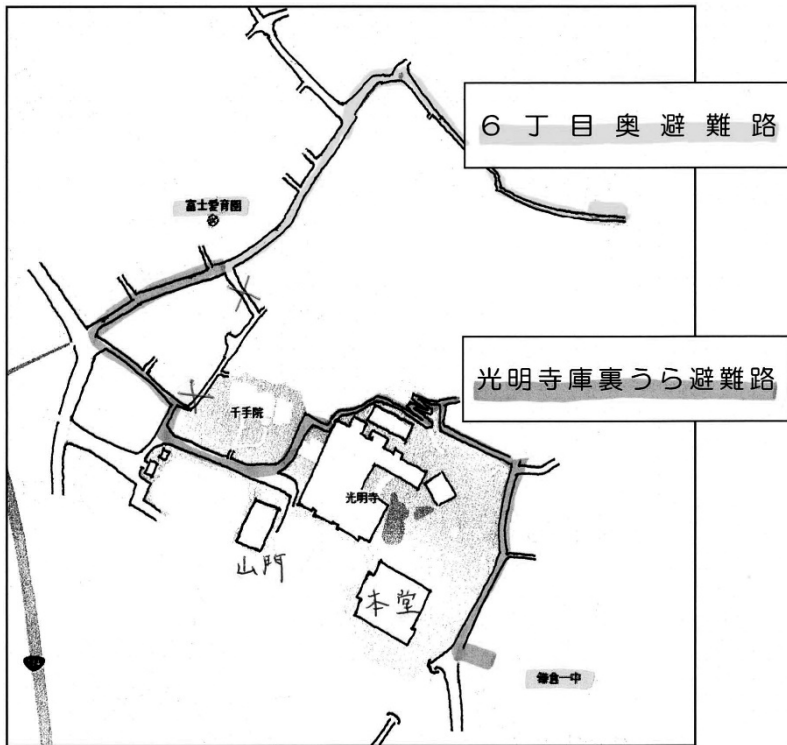 6丁目奥避難路
富士愛育園
光明寺庫裏うら避難路
千手院
光明寺
山門
本堂
鎌倉一中